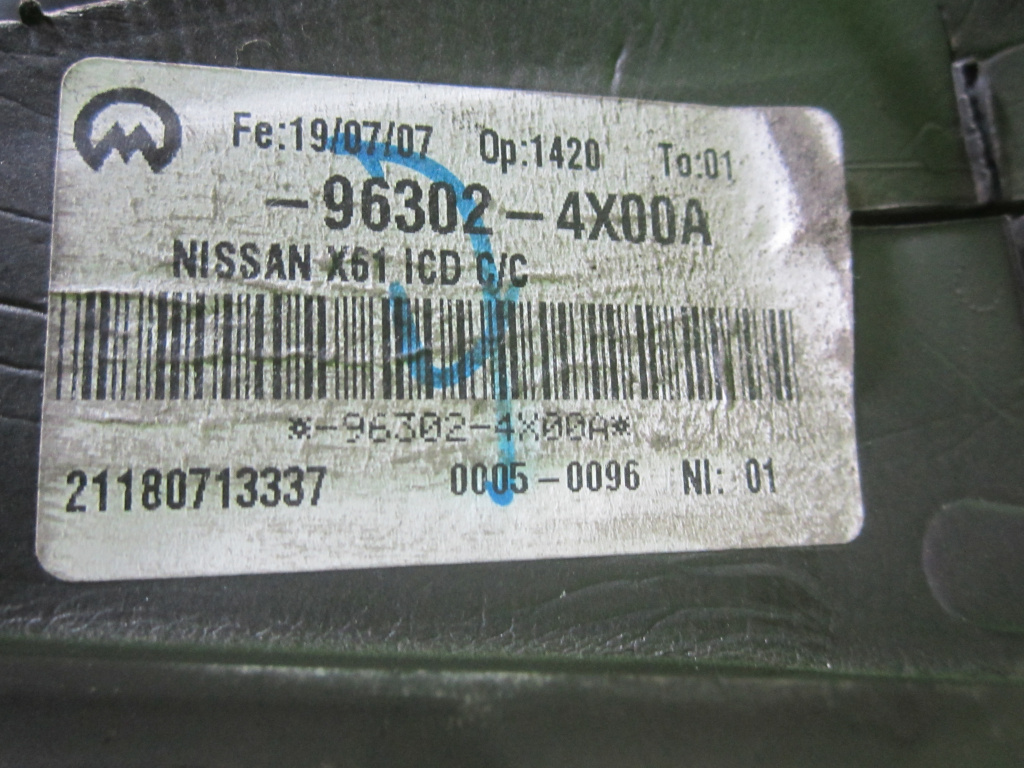 Fe:19/07/07 Op:1420 To:01
-96302-4X00A
NISSAN X61 ICD C/C
*-96302-4X00A*
21180713337 0005-0096 NI: 01